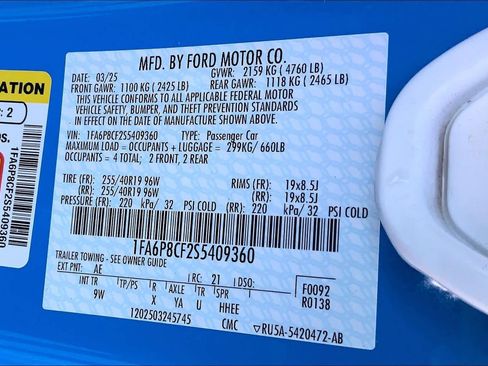 MFD. BY FORD MOTOR CO.
DATE: 03/25 GVWR: 2159 KG ( 4760 LB)
FRONT GAWR: 1100 KG ( 2425 LB) REAR GAWR: 1118 KG ( 2465 LB)
THIS VEHICLE CONFORMS TO ALL APPLICABLE FEDERAL MOTOR
VEHICLE SAFETY, BUMPER, AND THEFT PREVENTION STANDARDS
IN EFFECT ON THE DATE OF MANUFACTURE SHOWN ABOVE.
VIN: 1FA6P8CF2S5409360 TYPE: Passenger Car
MAXIMUM LOAD = OCCUPANTS + LUGGAGE = 299KG/ 660LB
OCCUPANTS = 4 TOTAL; 2 FRONT, 2 REAR
TIRE (FR): 255/40R19 96W RIMS (FR): 19x8.5J
(RR): 255/40R19 96W (RR): 19x8.5J
PRESSURE (FR): 220 kPa/ 32 PSI COLD (RR): 220 kPa/ 32 PSI COLD
1FA6P8CF2S5409360
TRAILER TOWING - SEE OWNER GUIDE
EXT PNT: AE RC: 21 DSO: F0092
INT TR TP/PS R AXLE TR SPR R0138
9W X YA U HHEE
1202503245745 CMC ▽RU5A-5420472-AB
ATION
: 2
os.
1FA6P8CF2S5409360